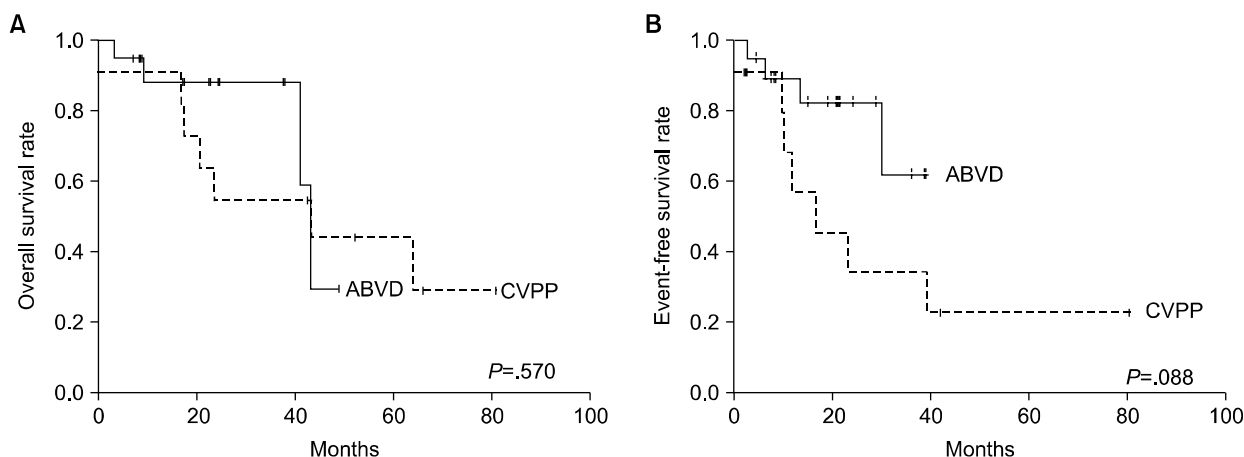 A
Overall survival rate
1.0
0.8
0.6
0.4
0.2
0.0
ABVD
CVPP
P=.570
0 20 40 60 80 100
Months
B
Event-free survival rate
1.0
0.8
0.6
0.4
0.2
0.0
ABVD
CVPP
P=.088
0 20 40 60 80 100
Months